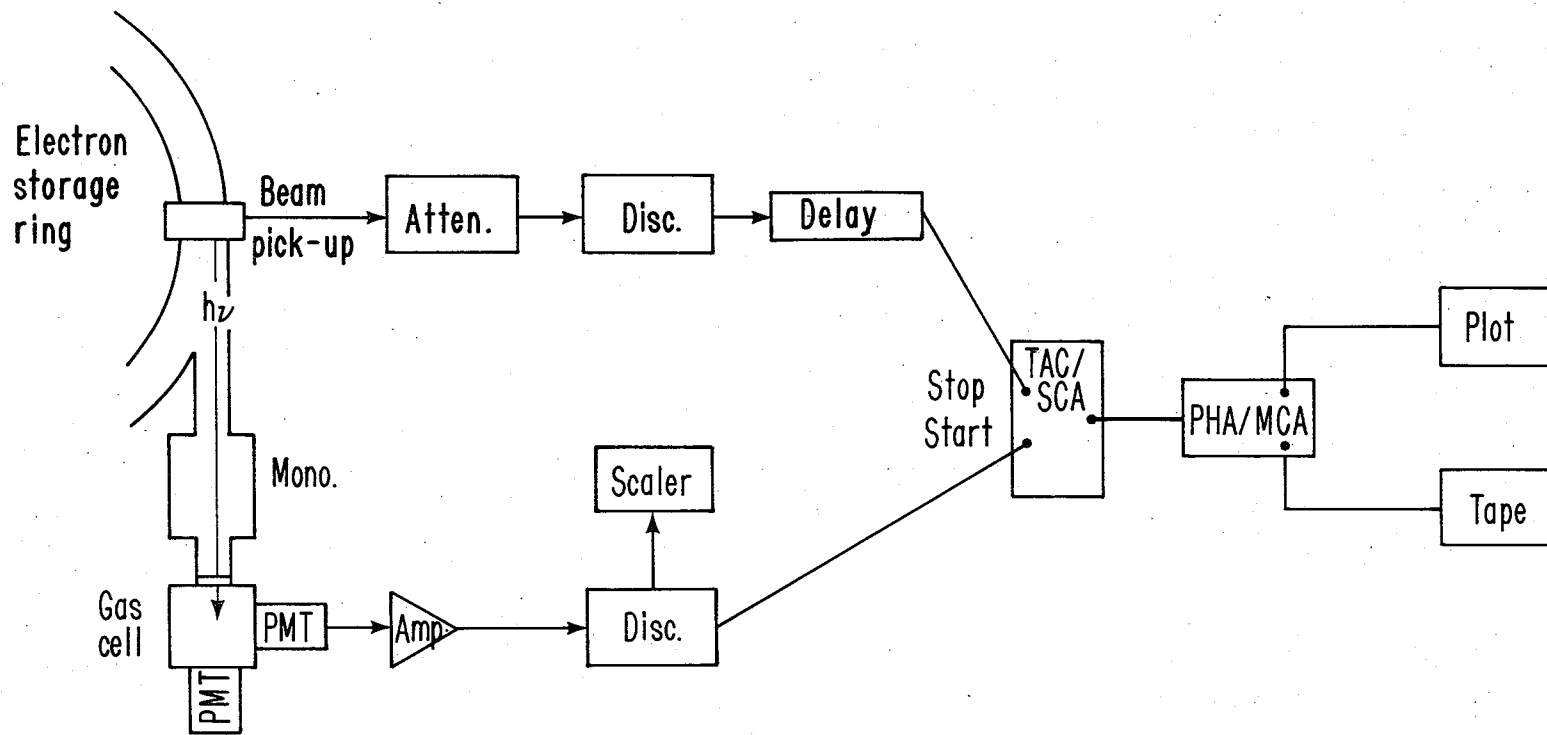 Electron
storage
ring
Beam
pick-up
Atten.
Disc.
Delay
hν
Stop
Start
TAC/
SCA
PHA/MCA
Plot
Tape
Mono.
Scaler
Gas
cell
PMT
Amp.
Disc.
PMT